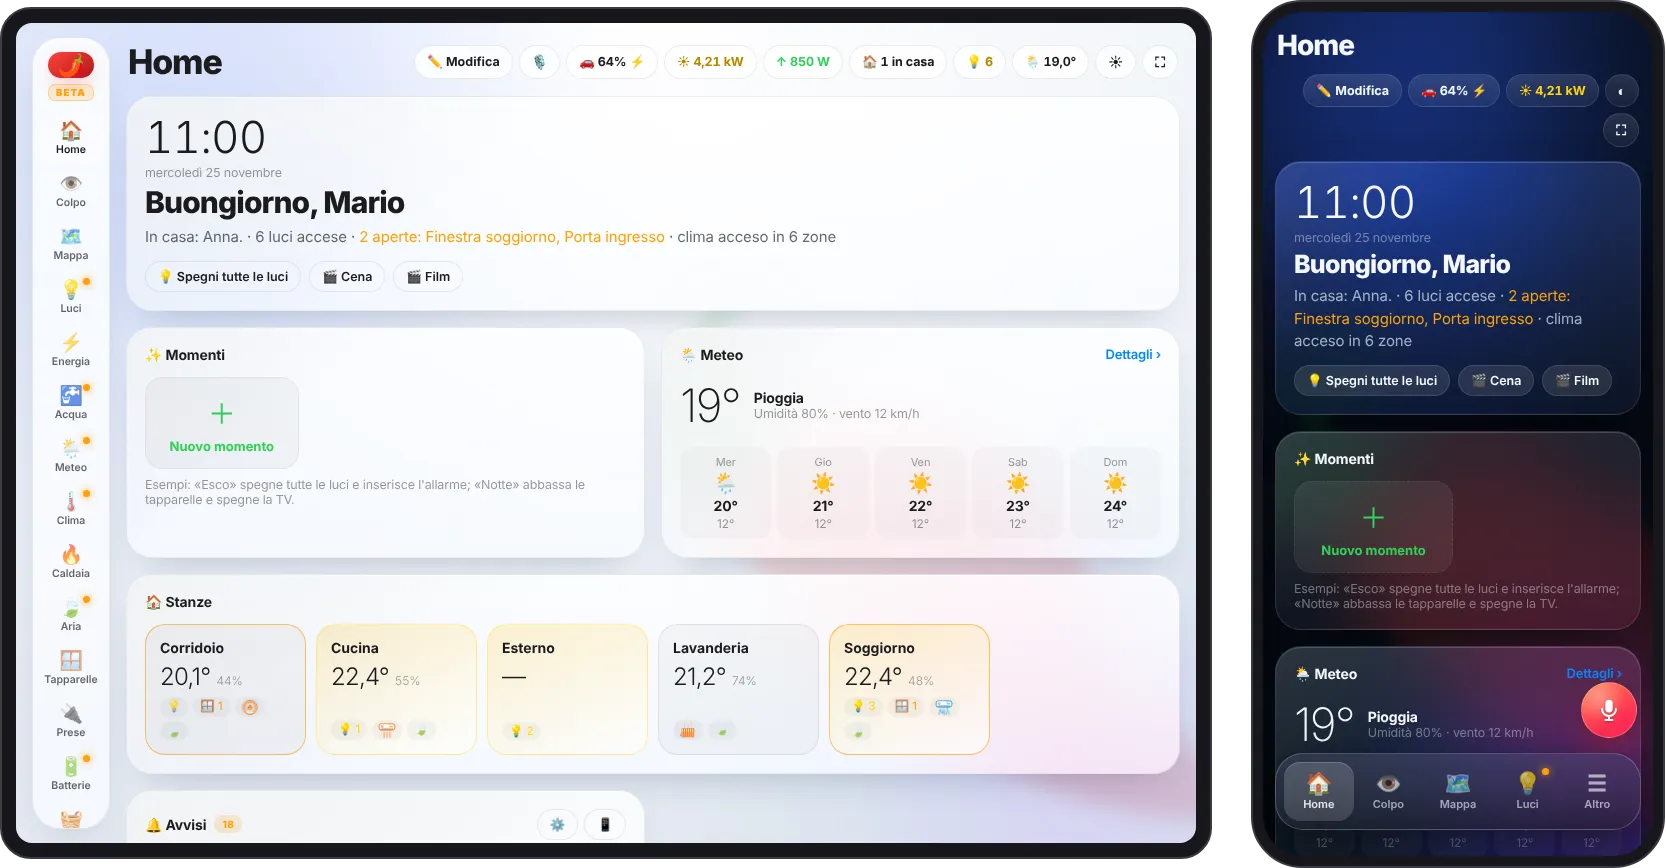 BETA
Home
Colpo
Mappa
Luci
Energia
Acqua
Meteo
Clima
Caldaia
Aria
Tapparelle
Prese
Batterie
Home
Modifica
64%
4,21 kW
↑ 850 W
1 in casa
6
19,0°
11:00
mercoledì 25 novembre
Buongiorno, Mario
In casa: Anna. · 6 luci accese · 2 aperte: Finestra soggiorno, Porta ingresso · clima acceso in 6 zone
Spegni tutte le luci
Cena
Film
Momenti
+
Nuovo momento
Esempi: «Esco» spegne tutte le luci e inserisce l'allarme; «Notte» abbassa le
tapparelle e spegne la TV.
Meteo
Dettagli ›
19°
Pioggia
Umidità 80% · vento 12 km/h
Mer
20°
12°
Gio
21°
12°
Ven
22°
12°
Sab
23°
12°
Dom
24°
12°
Stanze
Corridoio
20,1° 44%
1
Cucina
22,4° 55%
1
Esterno
—
2
Lavanderia
21,2° 74%
Soggiorno
22,4° 48%
3
1
Avvisi 18
Home
Modifica
64%
4,21 kW
11:00
mercoledì 25 novembre
Buongiorno, Mario
In casa: Anna. · 6 luci accese · 2 aperte:
Finestra soggiorno, Porta ingresso · clima
acceso in 6 zone
Spegni tutte le luci
Cena
Film
Momenti
+
Nuovo momento
Esempi: «Esco» spegne tutte le luci e inserisce l'allarme;
«Notte» abbassa le tapparelle e spegne la TV.
Meteo
Dettagli ›
19°
Pioggia
Umidità 80% · vento 12 km/h
Home
Colpo
Mappa
Luci
Altro
12°
12°
12°
12°
12°